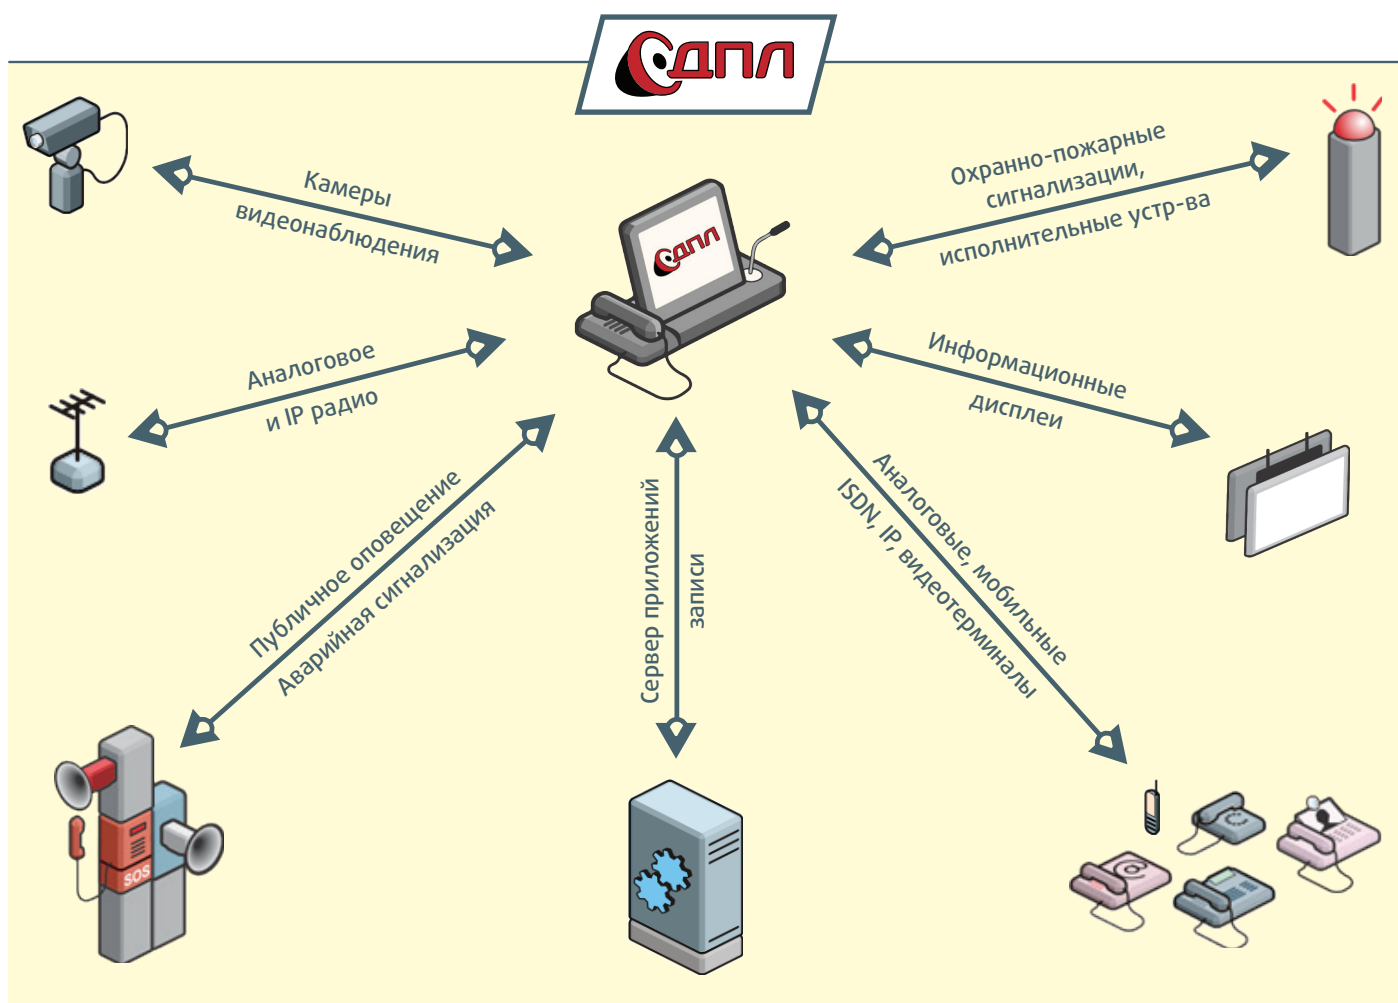 СДПЛ
Камеры
видеонаблюдения
Охранно-пожарные
сигнализации,
исполнительные устр-ва
СДПЛ
Аналоговое
и IP радио
Информационные
дисплеи
Публичное оповещение
Аварийная сигнализация
Сервер приложений
записи
Аналоговые, мобильные
ISDN, IP, видеотерминалы
SOS
@